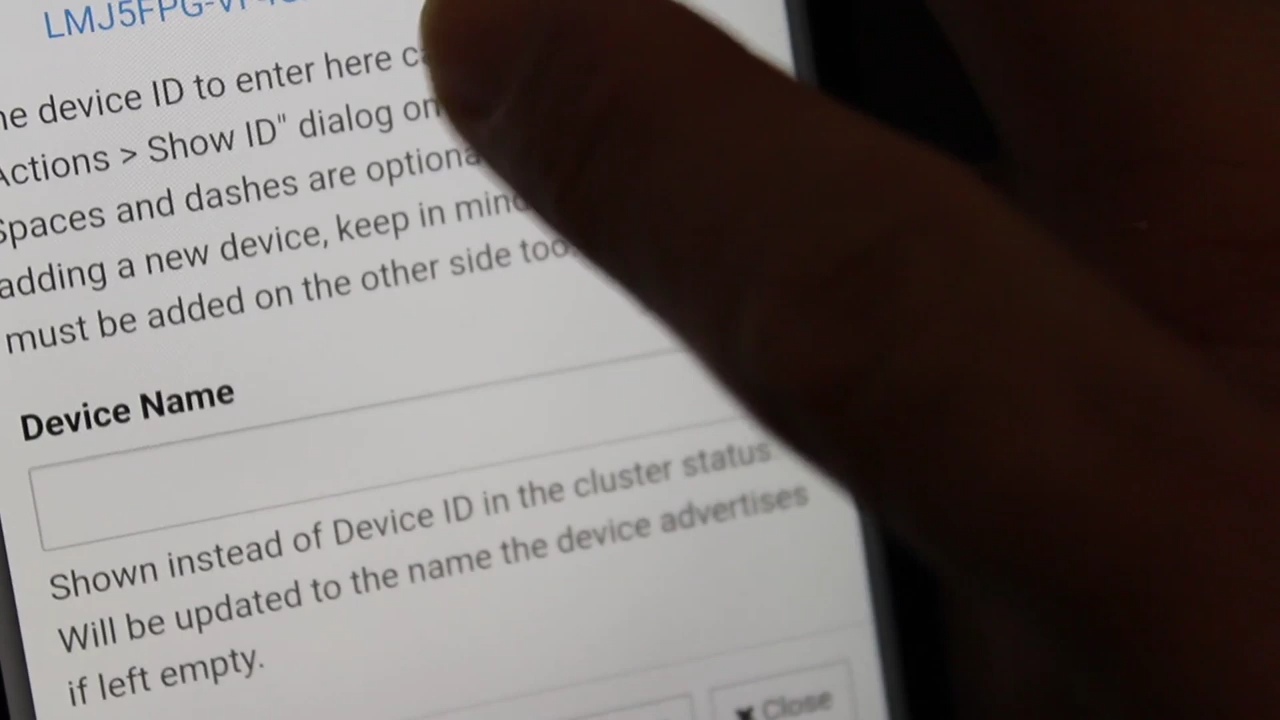 LMJ5FPG-
he device ID to enter here
Actions > Show ID" dialog on
Spaces and dashes are optiona
adding a new device, keep in mind
must be added on the other side too.
Device Name
Shown instead of Device ID in the cluster status
Will be updated to the name the device advertises
if left empty.
✖ Close